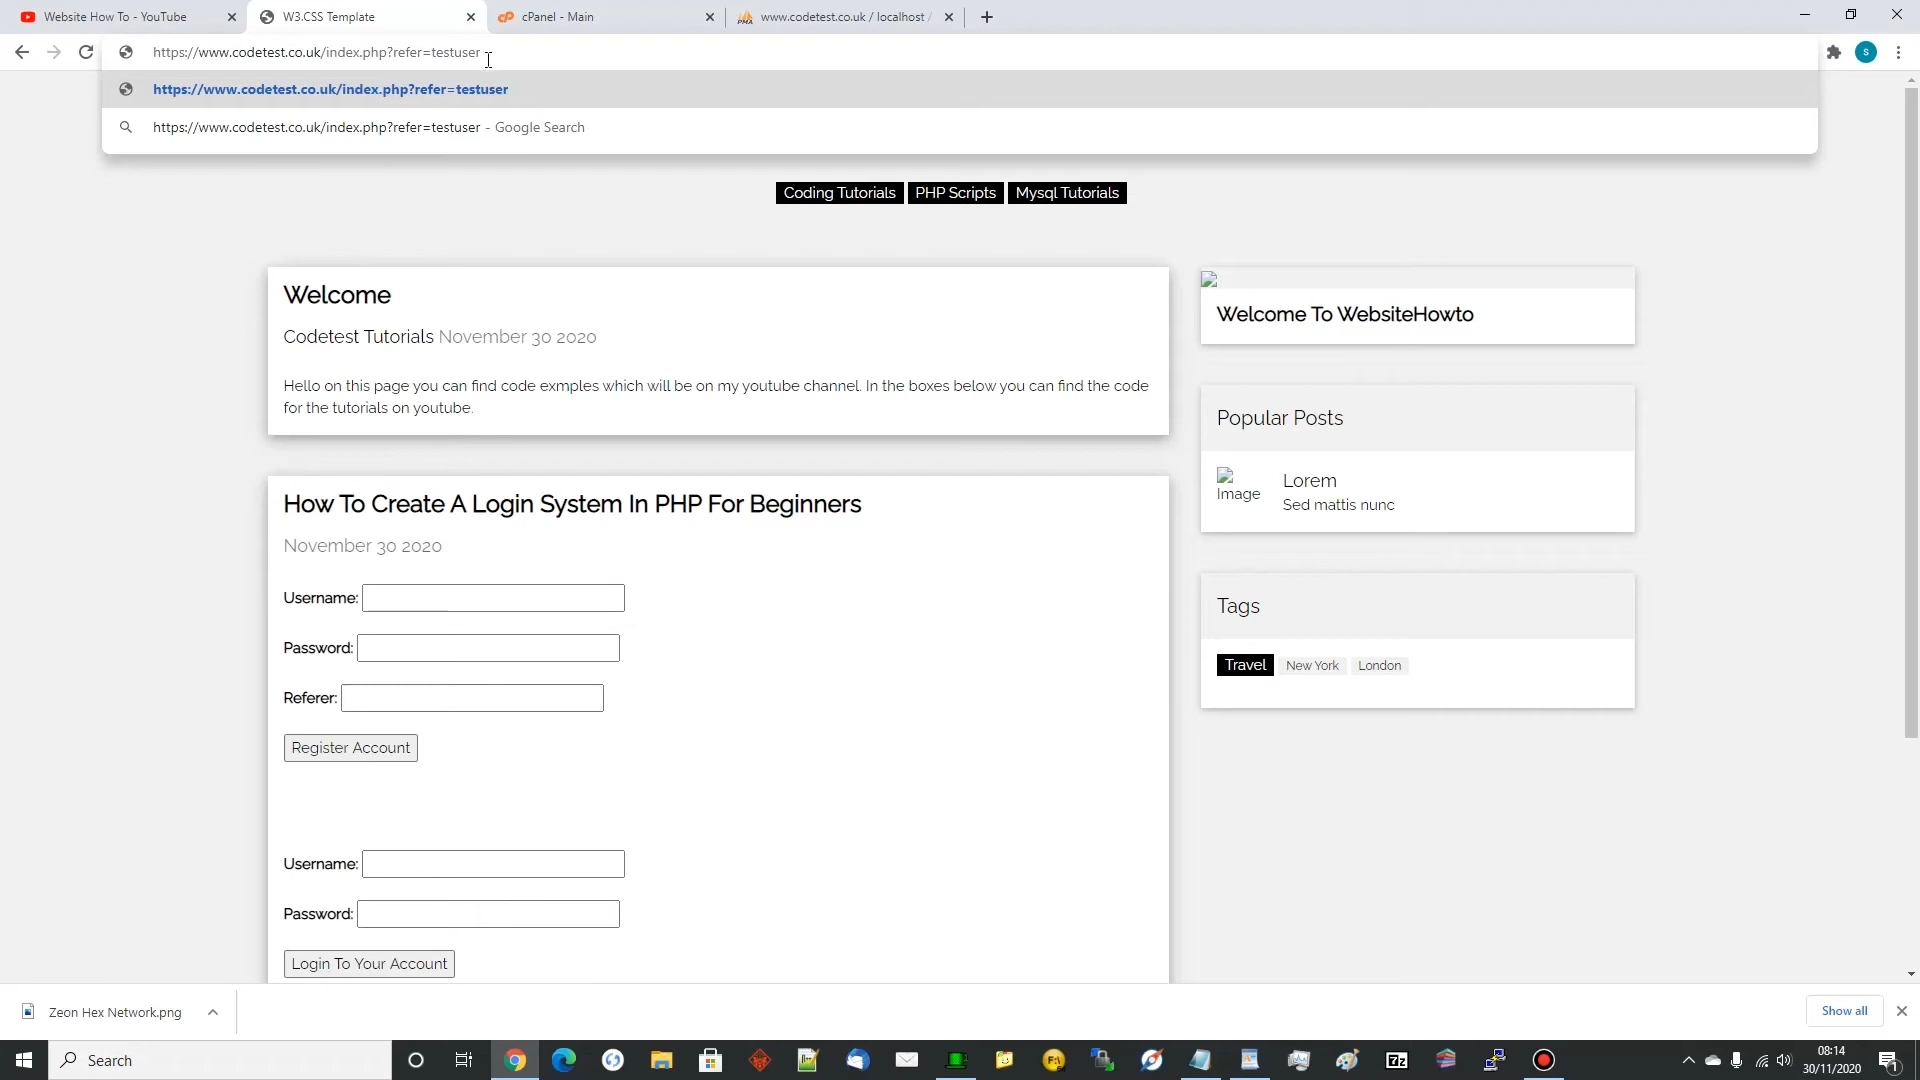 Website How To - YouTube
W3.CSS Template
cPanel - Main
www.codetest.co.uk / localhost /
https://www.codetest.co.uk/index.php?refer=testuser
S
https://www.codetest.co.uk/index.php?refer=testuser
https://www.codetest.co.uk/index.php?refer=testuser - Google Search
Coding Tutorials PHP Scripts Mysql Tutorials
Welcome
Codetest Tutorials November 30 2020
Hello on this page you can find code exmples which will be on my youtube channel. In the boxes below you can find the code
for the tutorials on youtube.
How To Create A Login System In PHP For Beginners
November 30 2020
Username:
Password:
Referer:
Register Account
Username:
Password:
Login To Your Account
Welcome To WebsiteHowto
Popular Posts
Image
Lorem
Sed mattis nunc
Tags
Travel New York London
Zeon Hex Network.png
Show all
Search
7z
08:14
30/11/2020
1